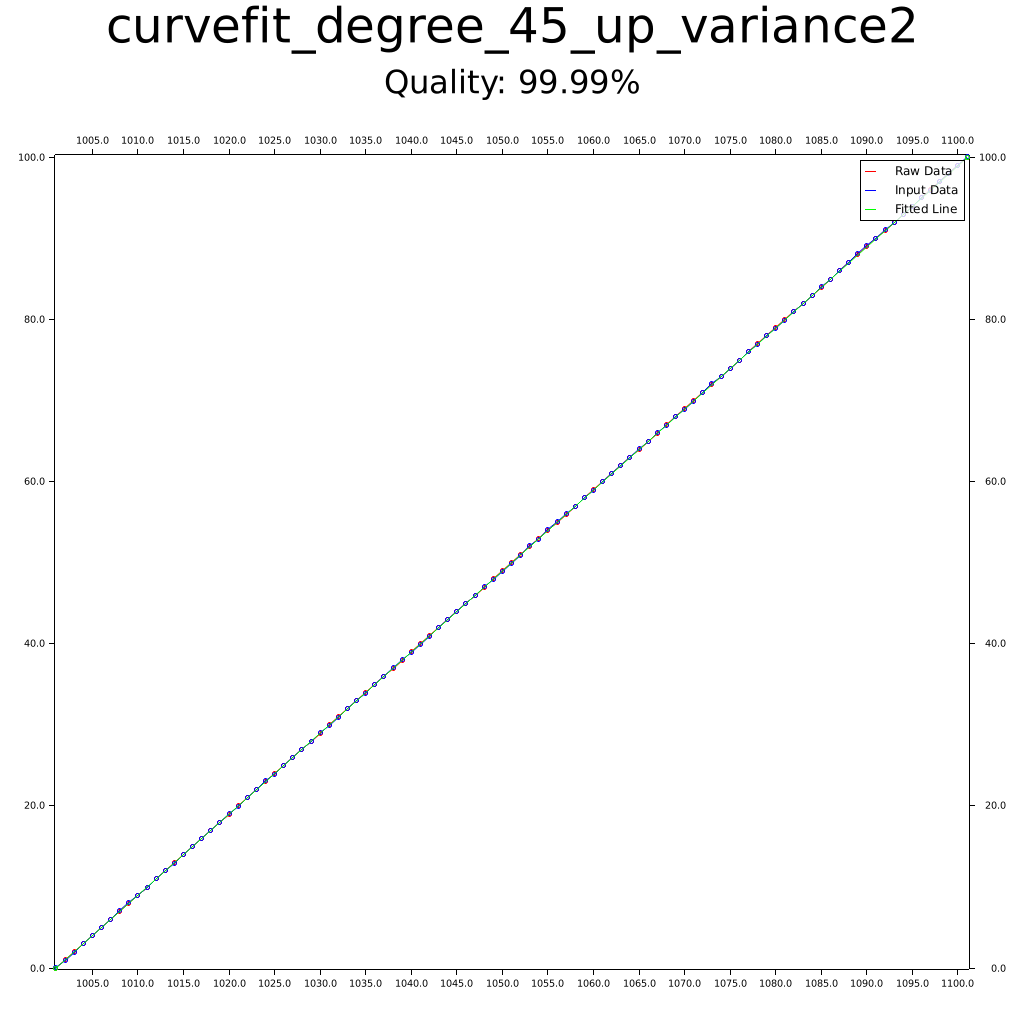 curvefit_degree_45_up_variance2
Quality: 99.99%
1005.0 1010.0 1015.0 1020.0 1025.0 1030.0 1035.0 1040.0 1045.0 1050.0 1055.0 1060.0 1065.0 1070.0 1075.0 1080.0 1085.0 1090.0 1095.0 1100.0
100.0 100.0
Raw Data
Input Data
Fitted Line
80.0 80.0
60.0 60.0
40.0 40.0
20.0 20.0
0.0 0.0
1005.0 1010.0 1015.0 1020.0 1025.0 1030.0 1035.0 1040.0 1045.0 1050.0 1055.0 1060.0 1065.0 1070.0 1075.0 1080.0 1085.0 1090.0 1095.0 1100.0